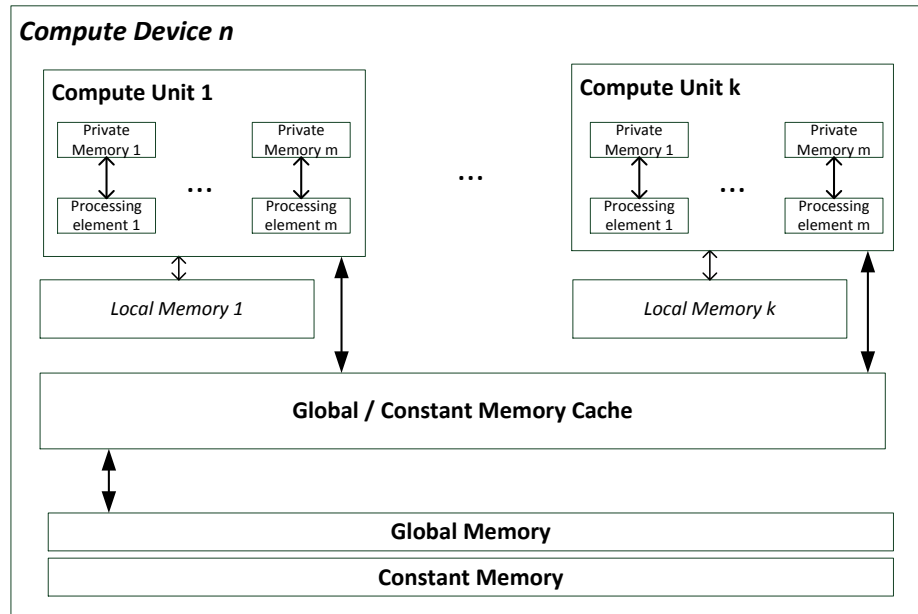 Compute Device n
Compute Unit 1
Private
Memory 1
Private
Memory m
...
Processing
element 1
Processing
element m
Local Memory 1
...
Compute Unit k
Private
Memory 1
Private
Memory m
...
Processing
element 1
Processing
element m
Local Memory k
Global / Constant Memory Cache
Global Memory
Constant Memory